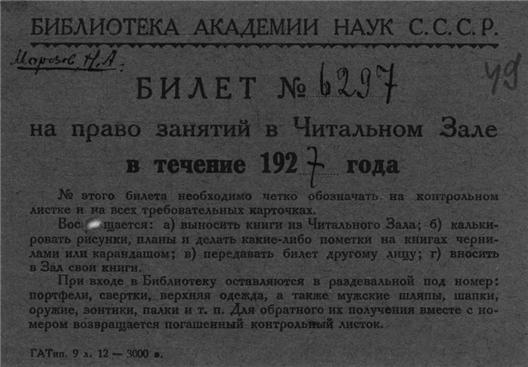 БИБЛИОТЕКА АКАДЕМИИ НАУК С.С.С.Р.
Морозов Н.А.
49
БИЛЕТ № 6297
на право занятий в Читальном Зале
в течение 1927 года
№ этого билета необходимо четко обозначать на контрольном
листке и на всех требовательных карточках.
Вос ещается: а) выносить книги из Читального Зала; б) кальки-
ровать рисунки, планы и делать какие-либо пометки на книгах черни-
лами или карандашом; в) передавать билет другому лицу; г) вносить
в Зал свои книги.
При входе в Библиотеку оставляются в раздевальной под номер:
портфели, свертки, верхняя одежда, а также мужские шляпы, шапки,
оружие, зонтики, палки и т. п. Для обратного их получения вместе с но-
мером возвращается погашенный контрольный листок.
ГАТип. 9 л. 12 — 3000 в.